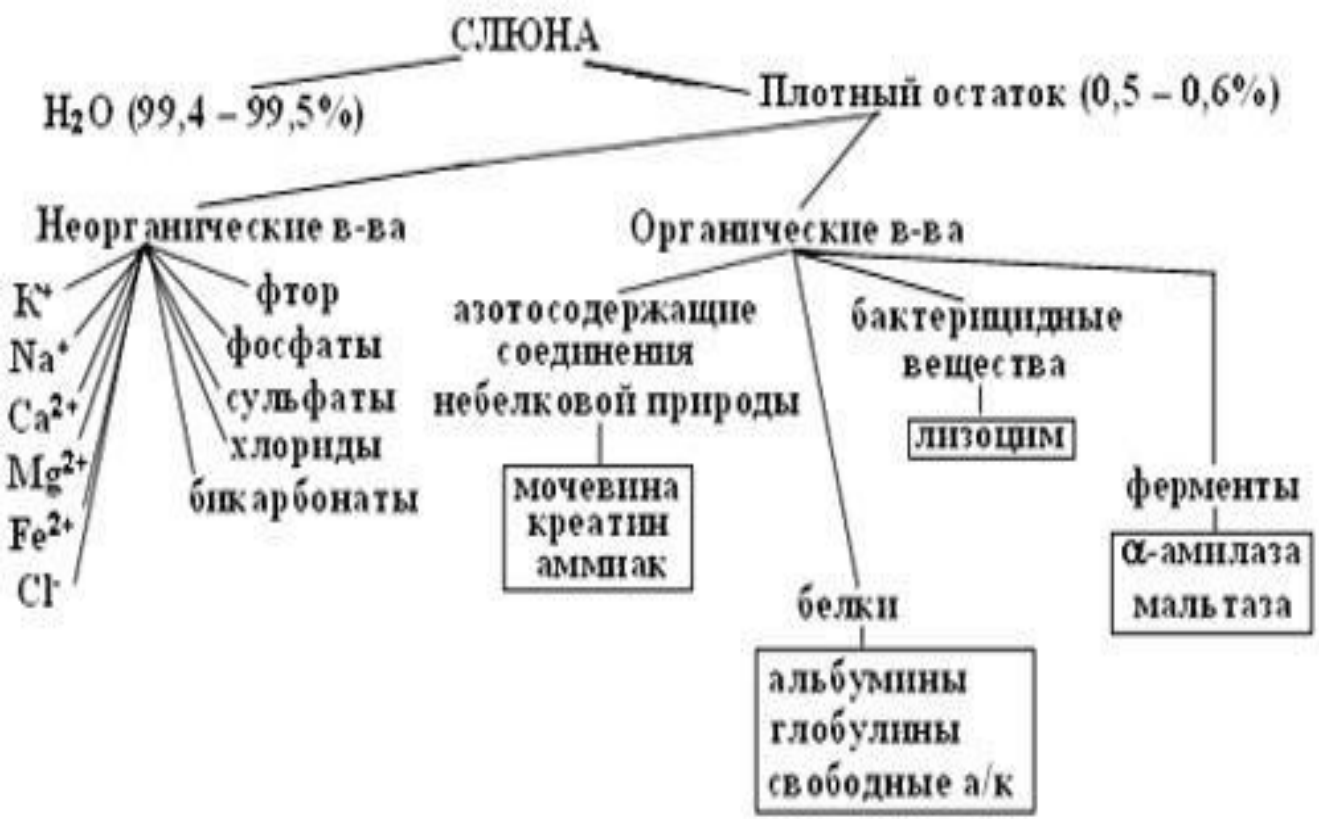 СЛЮНА
H₂O (99,4 – 99,5%)
Плотный остаток (0,5 – 0,6%)
Неорганические в-ва
K⁺
Na⁺
Ca²⁺
Mg²⁺
Fe²⁺
Cl⁻
фтор
фосфаты
сульфаты
хлориды
бикарбонаты
Органические в-ва
азотосодержащие
соединения
небелковой природы
мочевина
креатин
аммиак
белки
альбумины
глобулины
свободные а/к
бактерицидные
вещества
лизоцим
ферменты
α-амилаза
мальтаза